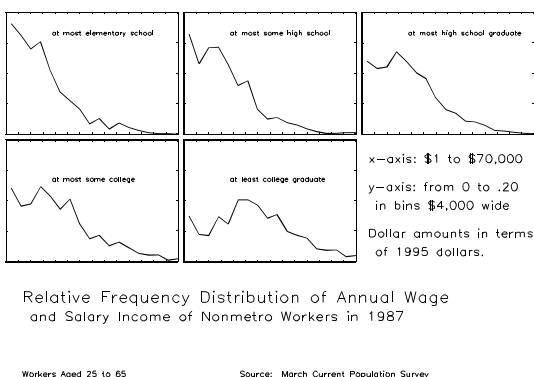 at most elementary school
at most some high school
at most high school graduate
at most some college
at least college graduate
x-axis: $1 to $70,000
y-axis: from 0 to .20
in bins $4,000 wide
Dollar amounts in terms
of 1995 dollars.
Relative Frequency Distribution of Annual Wage
and Salary Income of Nonmetro Workers in 1987
Workers Aged 25 to 65
Source: March Current Population Survey